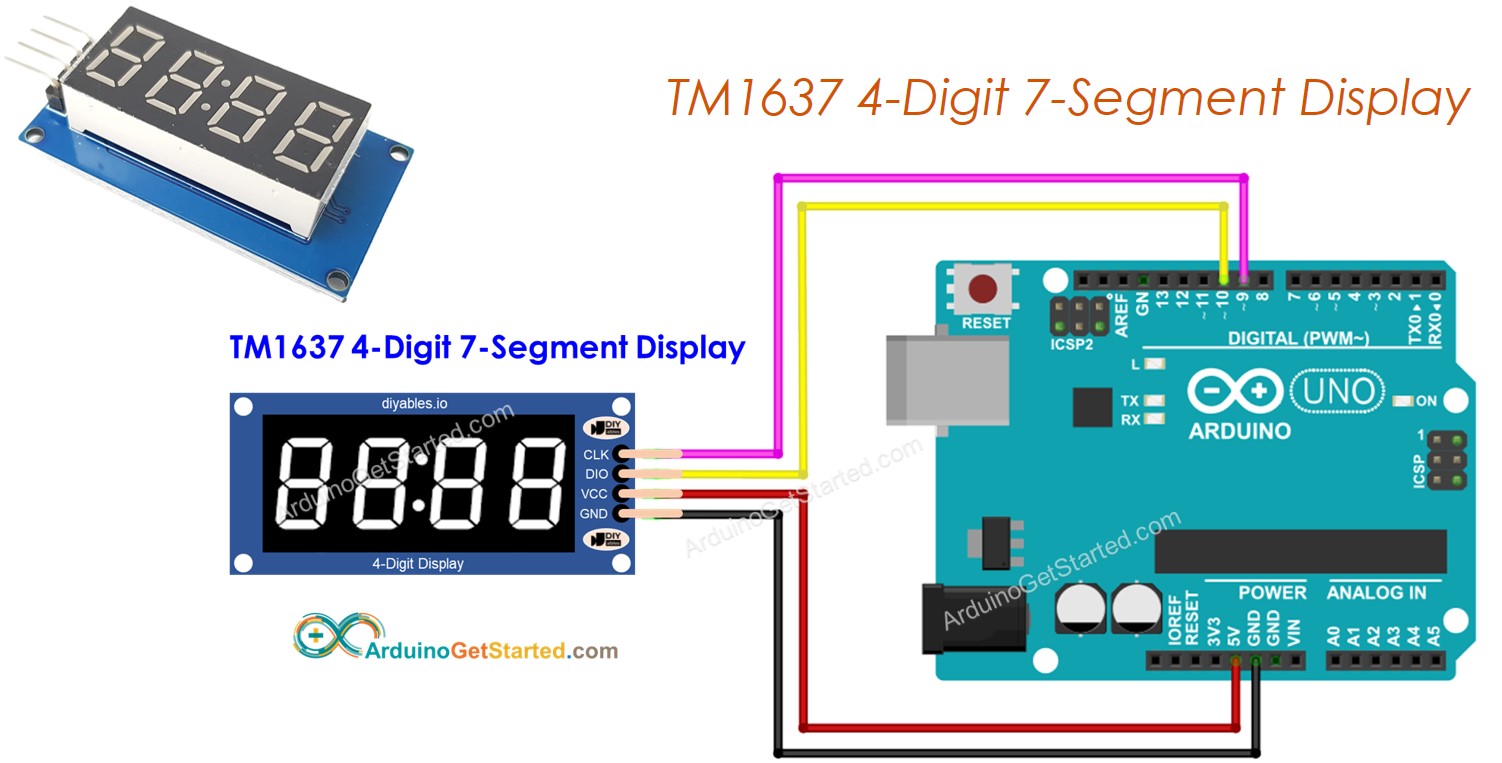 TM1637 4-Digit 7-Segment Display
TM1637 4-Digit 7-Segment Display
diyables.io
DIY
CLK
DIO
VCC
GND
DIY
4-Digit Display
ArduinoGetStarted.com
ArduinoGetStarted.com
ArduinoGetStarted.com
ArduinoGetStarted.com
RESET
ICSP2
AREF
GN
13
12
~11
~10
~9
8
7
~6
~5
4
~3
2
TX0▸1
RX0◂0
DIGITAL (PWM~)
L
TX
RX
UNO
ON
ARDUINO
1
ICSP
POWER
ANALOG IN
IOREF
RESET
3V3
5V
GND
GND
VIN
A0
A1
A2
A3
A4
A5